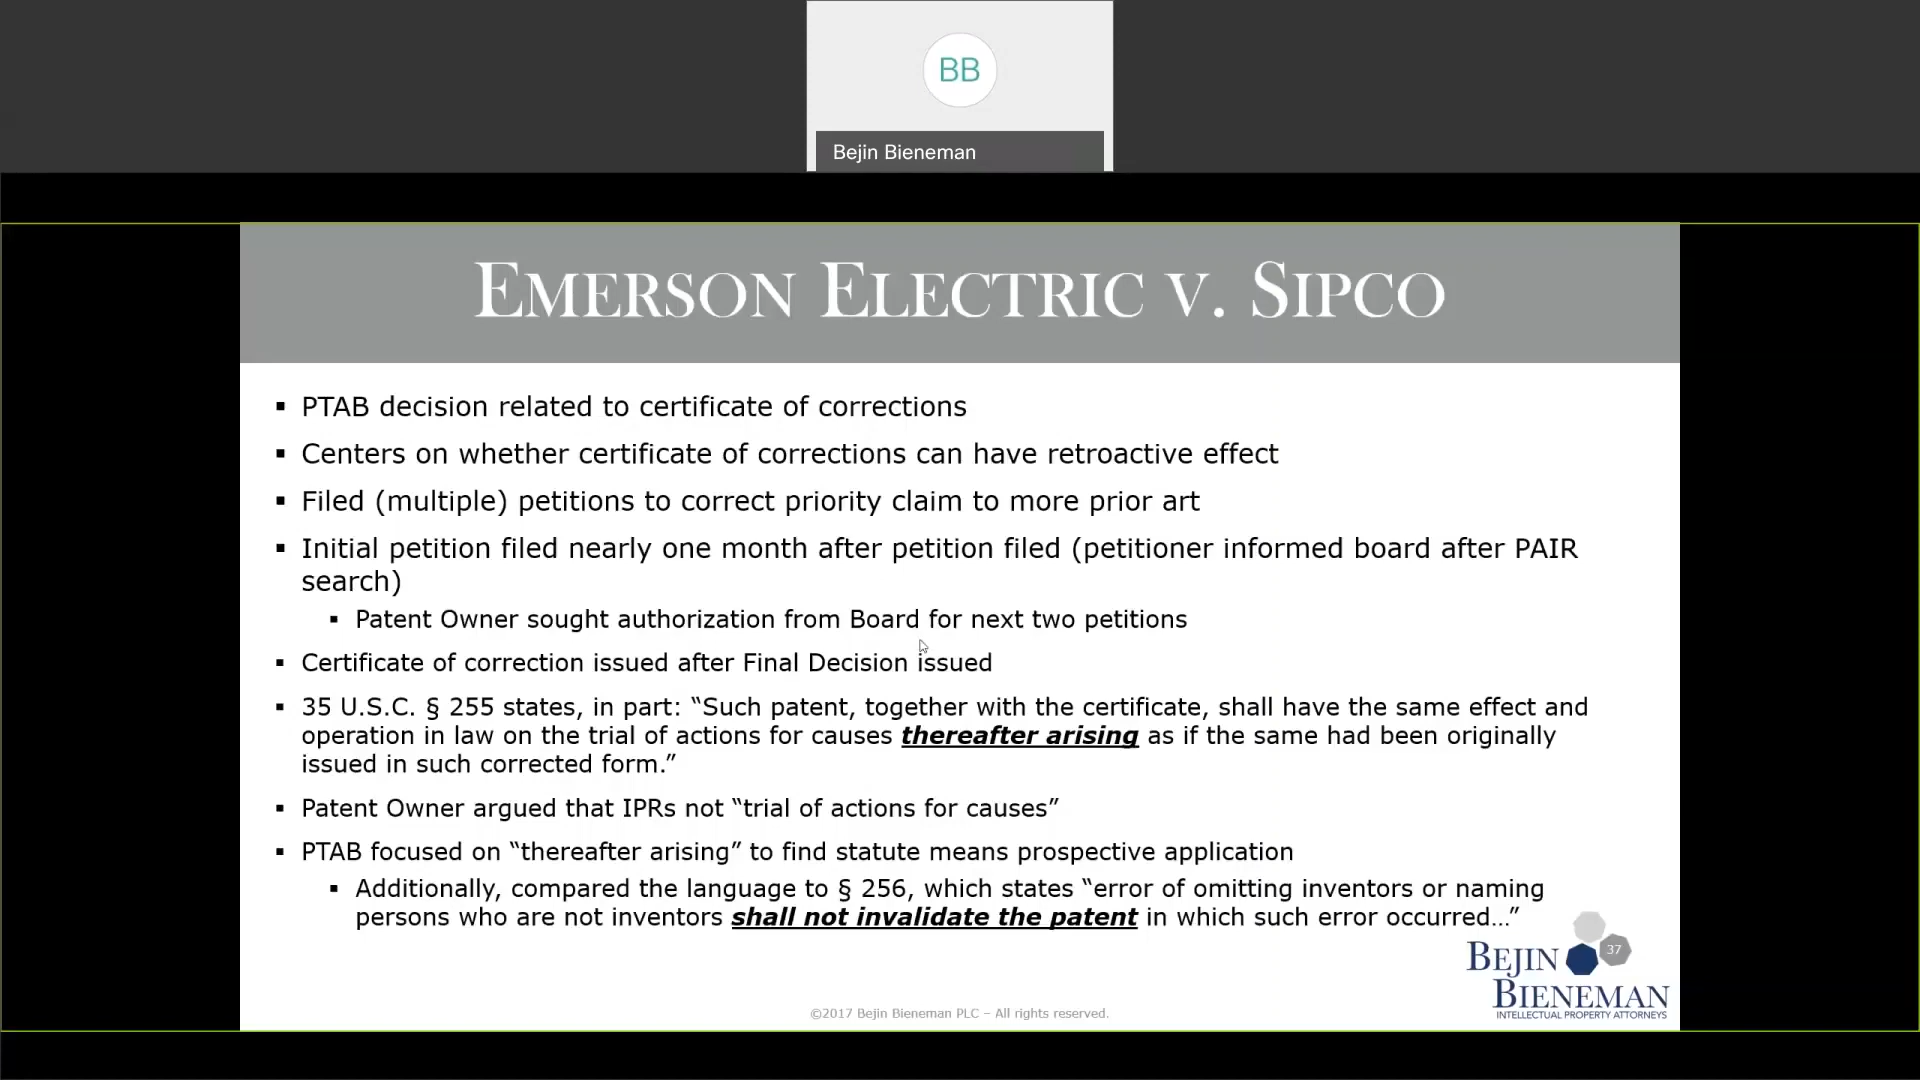 BB
Bejin Bieneman
EMERSON ELECTRIC V. SIPCO
▪ PTAB decision related to certificate of corrections
▪ Centers on whether certificate of corrections can have retroactive effect
▪ Filed (multiple) petitions to correct priority claim to more prior art
▪ Initial petition filed nearly one month after petition filed (petitioner informed board after PAIR
search)
▪ Patent Owner sought authorization from Board for next two petitions
▪ Certificate of correction issued after Final Decision issued
▪ 35 U.S.C. § 255 states, in part: “Such patent, together with the certificate, shall have the same effect and
operation in law on the trial of actions for causes thereafter arising as if the same had been originally
issued in such corrected form.”
▪ Patent Owner argued that IPRs not “trial of actions for causes”
▪ PTAB focused on “thereafter arising” to find statute means prospective application
▪ Additionally, compared the language to § 256, which states “error of omitting inventors or naming
persons who are not inventors shall not invalidate the patent in which such error occurred…”
37
BEJIN
BIENEMAN
INTELLECTUAL PROPERTY ATTORNEYS
©2017 Bejin Bieneman PLC – All rights reserved.